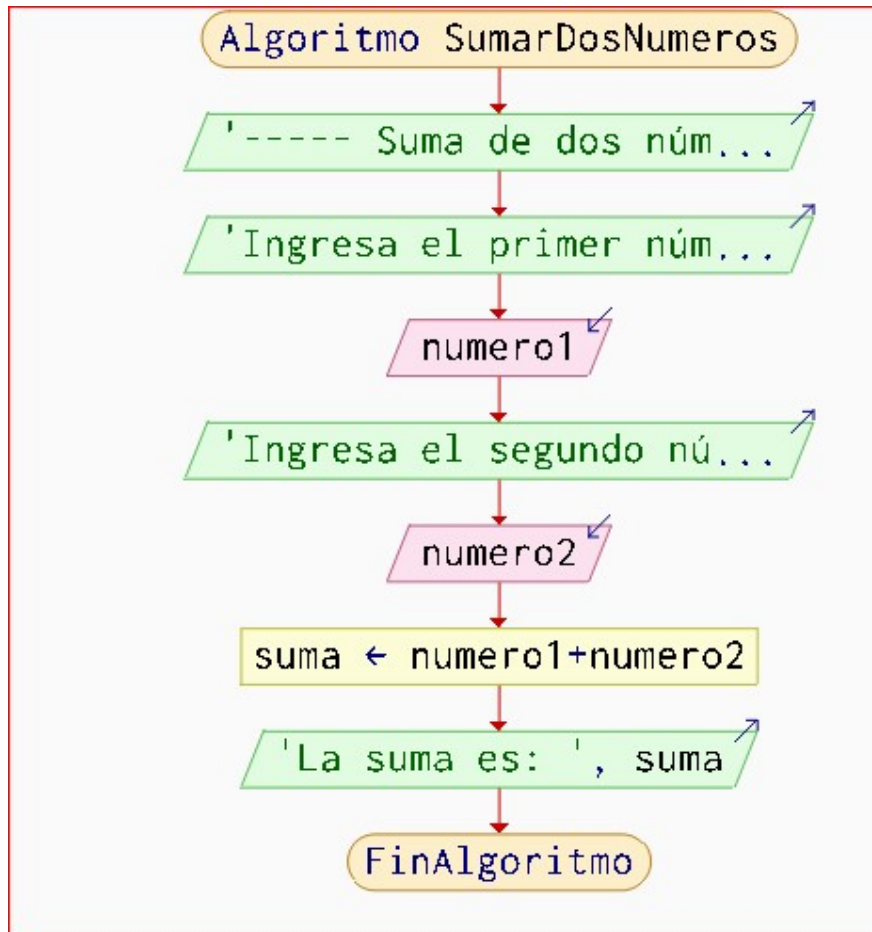 Algoritmo SumarDosNumeros
'----- Suma de dos núm...
'Ingresa el primer núm...
numero1
'Ingresa el segundo nú...
numero2
suma ← numero1+numero2
'La suma es: ', suma
FinAlgoritmo